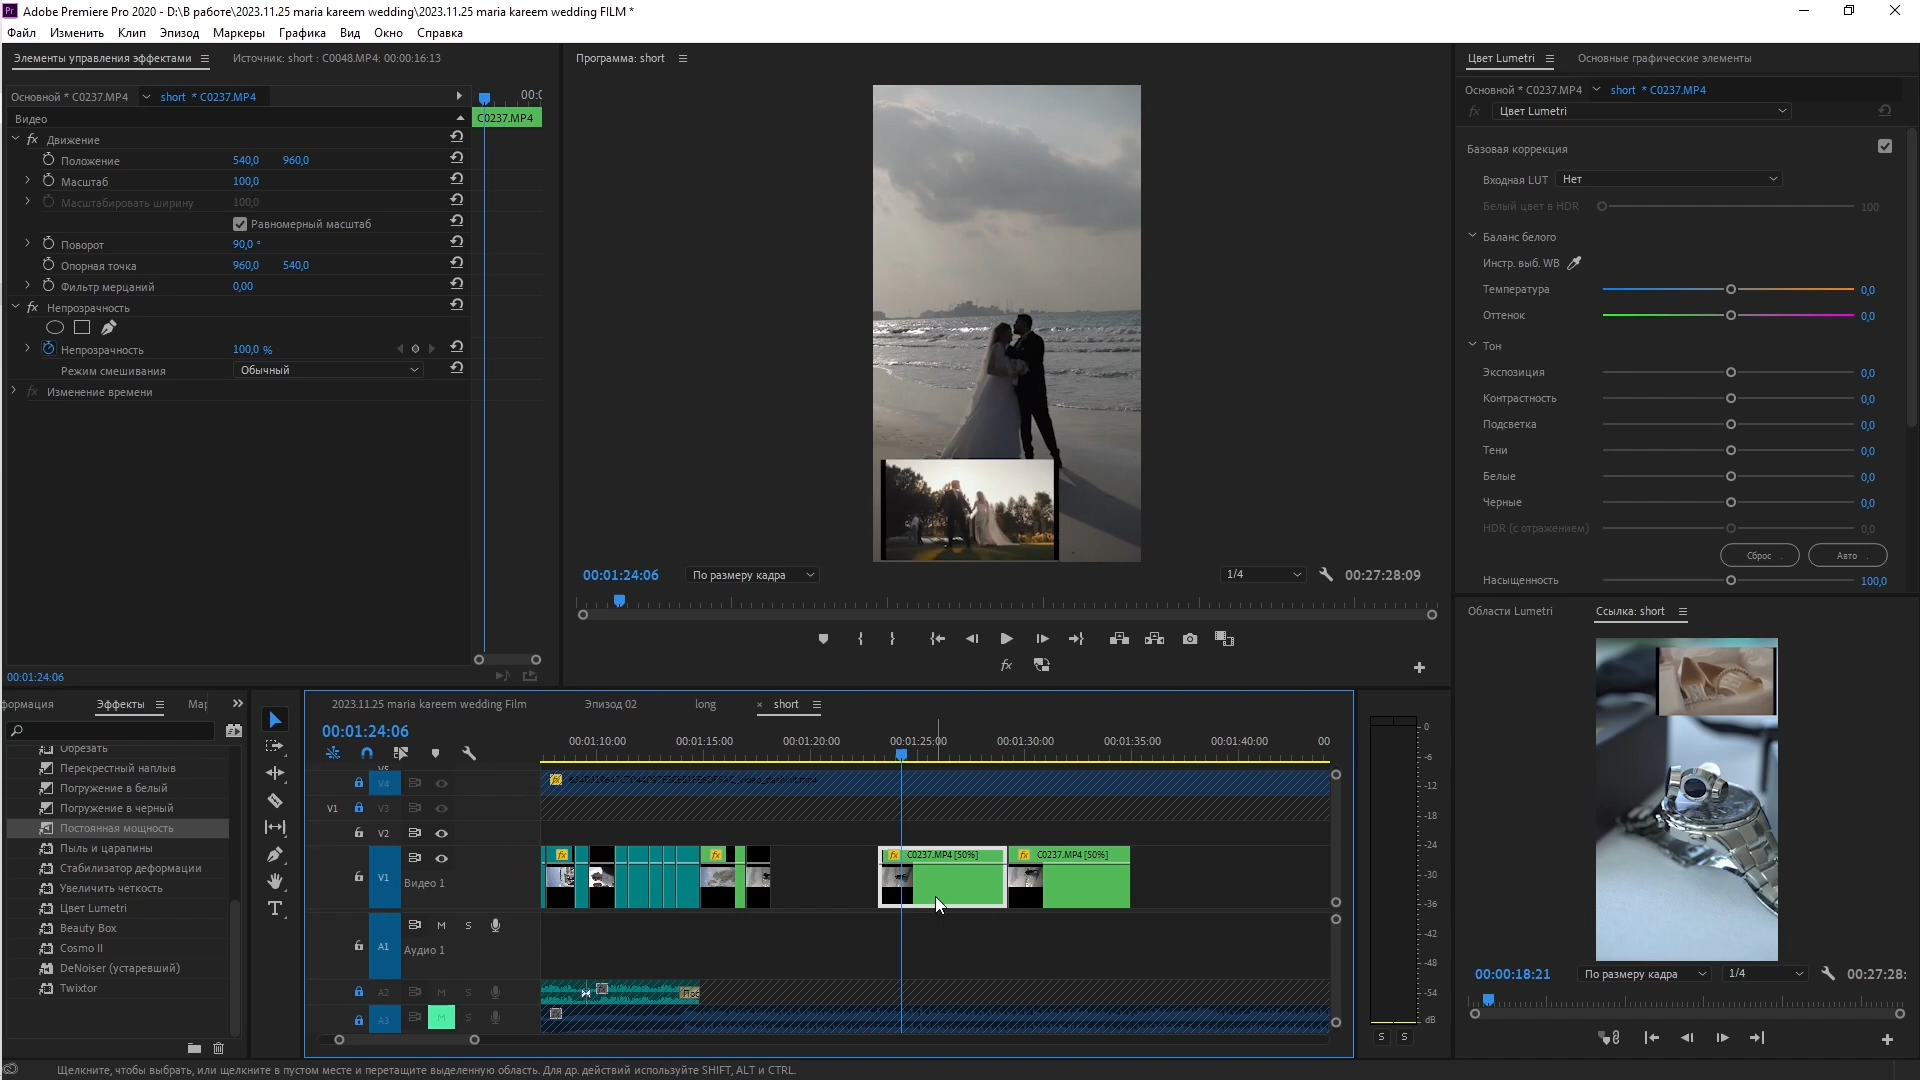 Adobe Premiere Pro 2020 - D:\В работе\2023.11.25 maria kareem wedding\2023.11.25 maria kareem wedding FILM *
Файл Изменить Клип Эпизод Маркеры Графика Вид Окно Справка
Элементы управления эффектами
Источник: short : C0048.MP4: 00:00:16:13
Основной * C0237.MP4
short * C0237.MP4
C0237.MP4
Видео
Движение
Положение 540,0 960,0
Масштаб 100,0
Масштабировать ширину 100,0
Равномерный масштаб
Поворот 90,0 °
Опорная точка 960,0 540,0
Фильтр мерцаний 0,00
Непрозрачность
Непрозрачность 100,0 %
Режим смешивания Обычный
Изменение времени
00:01:24:06
Программа: short
00:01:24:06 По размеру кадра 1/4 00:27:28:09
Цвет Lumetri
Основные графические элементы
Основной * C0237.MP4
short * C0237.MP4
fx Цвет Lumetri
Базовая коррекция
Входная LUT Нет
Белый цвет в HDR 100
Баланс белого
Инстр. выб. WB
Температура 0,0
Оттенок 0,0
Тон
Экспозиция 0,0
Контрастность 0,0
Подсветка 0,0
Тени 0,0
Белые 0,0
Черные 0,0
HDR (с отражением) 0,0
Сброс Авто
Насыщенность 100,0
Области Lumetri
Ссылка: short
00:00:18:21 По размеру кадра 1/4 00:27:28:
формация Эффекты Мар
Обрезать
Перекрестный наплыв
Погружение в белый
Погружение в черный
Постоянная мощность
Пыль и царапины
Стабилизатор деформации
Увеличить четкость
Цвет Lumetri
Beauty Box
Cosmo II
DeNoiser (устаревший)
Twixtor
2023.11.25 maria kareem wedding Film
Эпизод 02
long
× short
00:01:24:06
00:01:10:00 00:01:15:00 00:01:20:00 00:01:25:00 00:01:30:00 00:01:35:00 00:01:40:00 00
V4
V1 V3
V2
V1 Видео 1
C0237.MP4 [50%]
C0237.MP4 [50%]
A1 M S
Аудио 1
A2 M S
A3 M S
0
-6
-12
-18
-24
-30
-36
-42
-48
-54
dB
S S
Щелкните, чтобы выбрать, или щелкните в пустом месте и перетащите выделенную область. Для др. действий используйте SHIFT, ALT и CTRL.